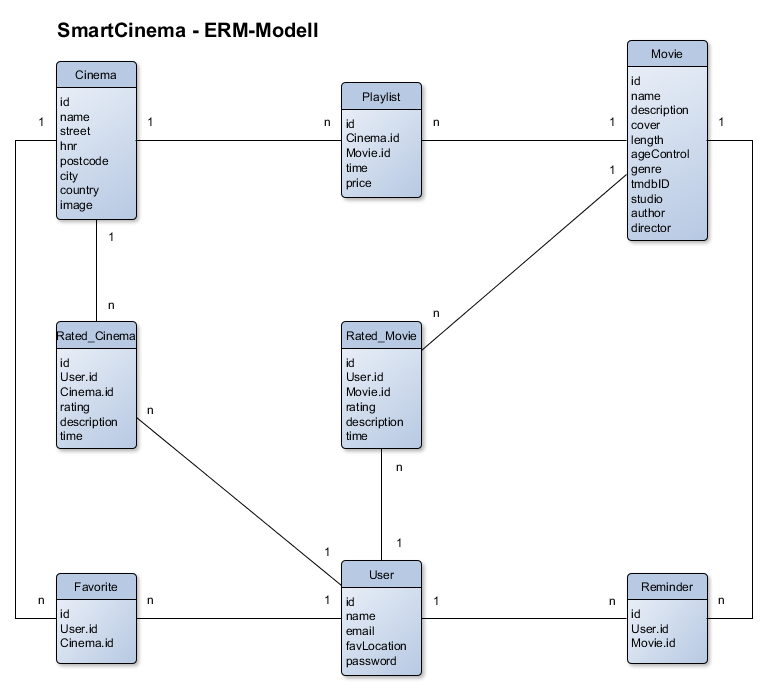 SmartCinema - ERM-Modell
Cinema
id
name
street
hnr
postcode
city
country
image
Playlist
id
Cinema.id
Movie.id
time
price
Movie
id
name
description
cover
length
ageControl
genre
tmdbID
studio
author
director
1
1
n
n
1
1
1
1
n
n
Rated_Cinema
id
User.id
Cinema.id
rating
description
time
Rated_Movie
id
User.id
Movie.id
rating
description
time
n
n
1
1
Favorite
id
User.id
Cinema.id
User
id
name
email
favLocation
password
Reminder
id
User.id
Movie.id
n
n
1
1
n
n